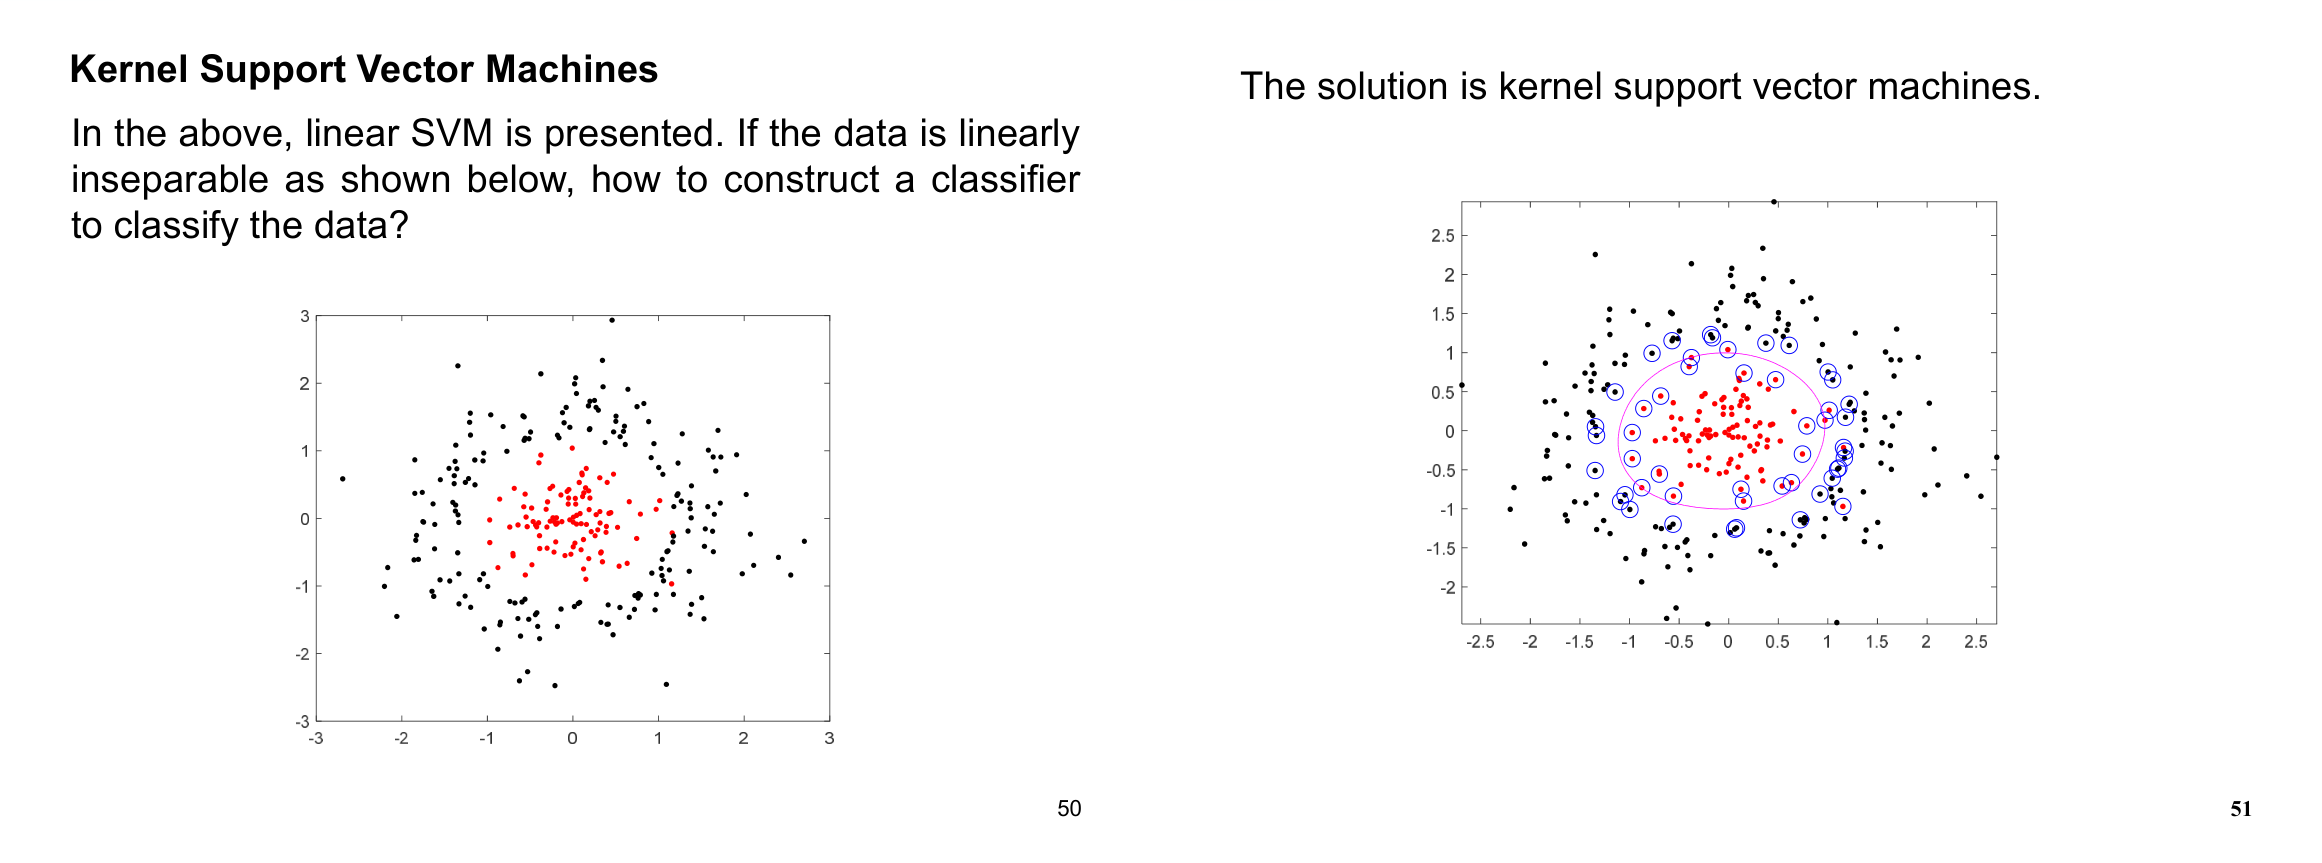 Kernel Support Vector Machines
In the above, linear SVM is presented. If the data is linearly
inseparable as shown below, how to construct a classifier
to classify the data?
3
2
1
0
-1
-2
-3
-3 -2 -1 0 1 2 3
50
The solution is kernel support vector machines.
2.5
2
1.5
1
0.5
0
-0.5
-1
-1.5
-2
-2.5 -2 -1.5 -1 -0.5 0 0.5 1 1.5 2 2.5
51